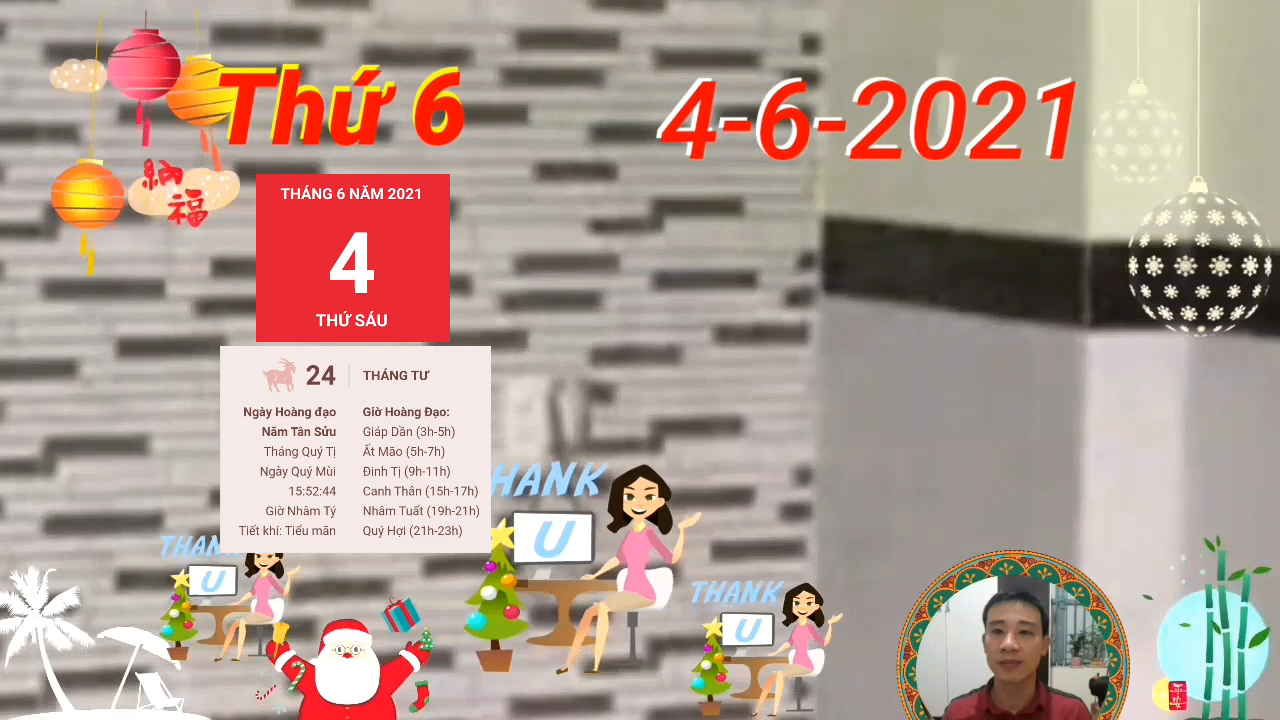 Thứ 6
4-6-2021
納
福
THÁNG 6 NĂM 2021
4
THỨ SÁU
24
THÁNG TƯ
Ngày Hoàng đạo
Năm Tân Sửu
Tháng Quý Tị
Ngày Quý Mùi
15:52:44
Giờ Nhâm Tý
Tiết khí: Tiểu mãn
Giờ Hoàng Đạo:
Giáp Dần (3h-5h)
Ất Mão (5h-7h)
Đinh Tị (9h-11h)
Canh Thân (15h-17h)
Nhâm Tuất (19h-21h)
Quý Hợi (21h-23h)
HANK
U
THAN
U
THANK
U